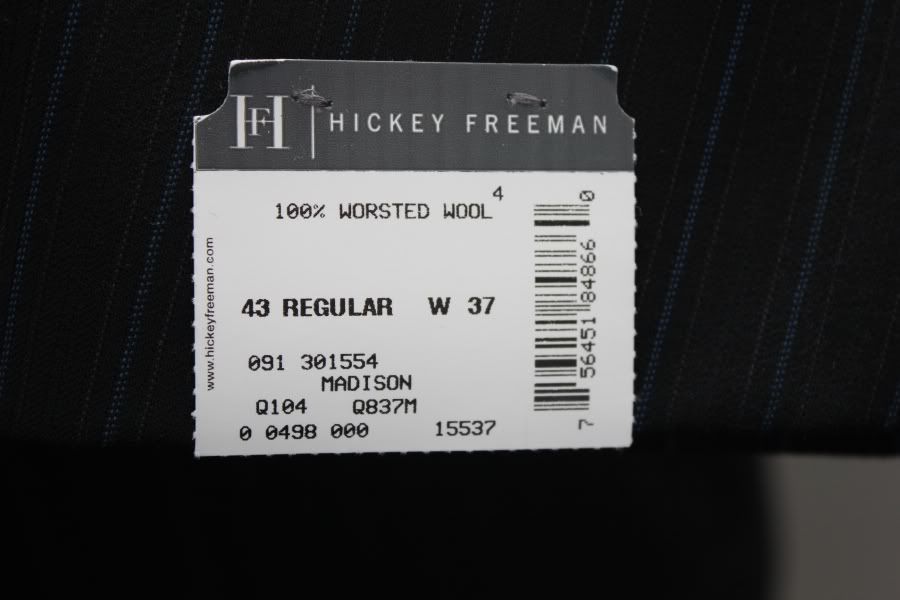 HF HICKEY FREEMAN
100% WORSTED WOOL 4
www.hickeyfreeman.com
43 REGULAR W 37
091 301554
MADISON
Q104 Q837M
0 0498 000 15537
7 56451 84866 0